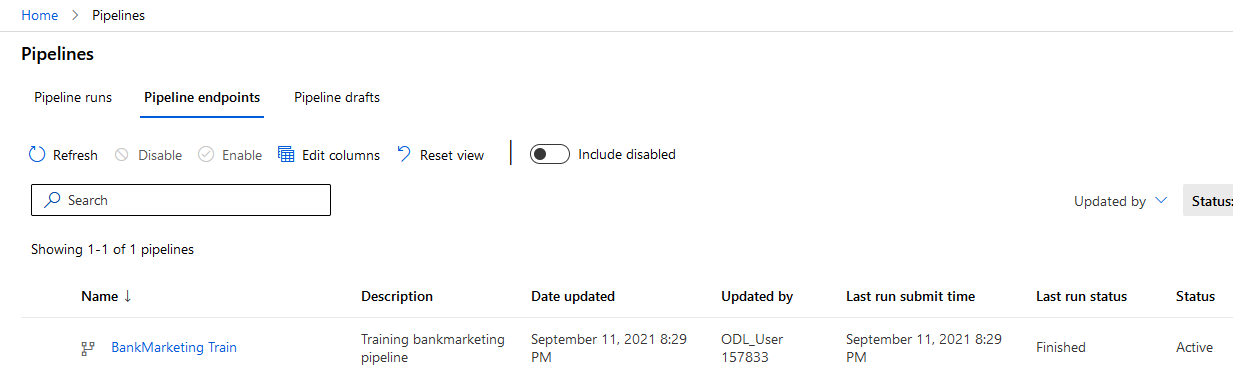 Home > Pipelines
Pipelines
Pipeline runs Pipeline endpoints Pipeline drafts
Refresh Disable Enable Edit columns Reset view Include disabled
Search
Updated by Status:
Showing 1-1 of 1 pipelines
Name ↓ Description Date updated Updated by Last run submit time Last run status Status
BankMarketing Train Training bankmarketing September 11, 2021 8:29 ODL_User September 11, 2021 8:29 Finished Active
pipeline PM 157833 PM